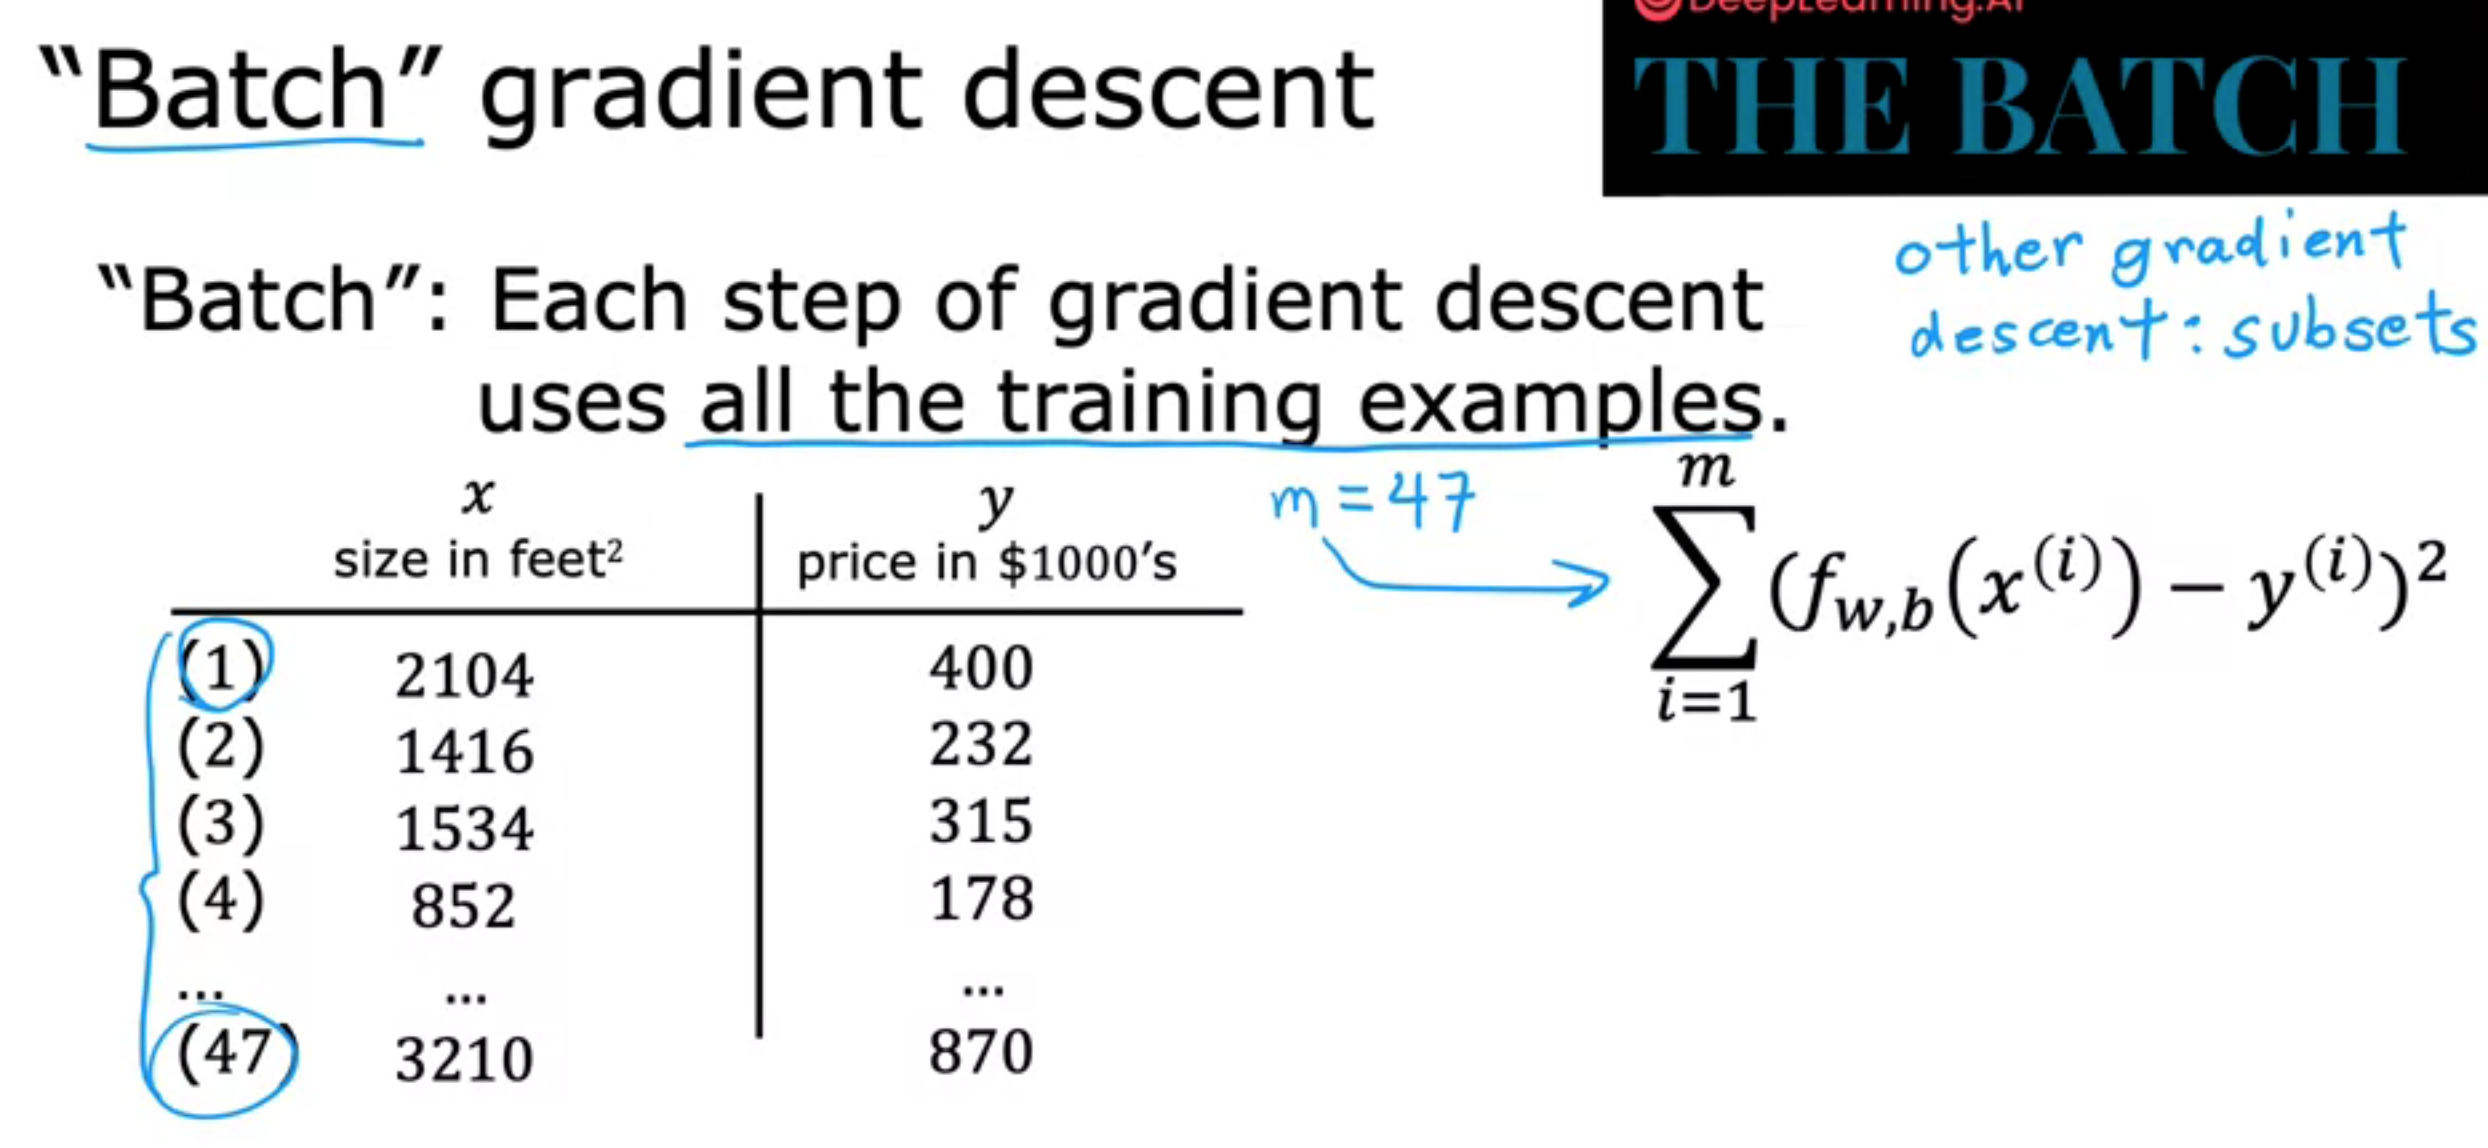 DeepLearning.AI
THE BATCH
“Batch” gradient descent
other gradient
descent: subsets
“Batch”: Each step of gradient descent
uses all the training examples.
x y
size in feet² price in $1000’s
m = 47
m
∑ (f_{w,b}(x^{(i)}) − y^{(i)})²
i=1
(1) 2104 400
(2) 1416 232
(3) 1534 315
(4) 852 178
... ... ...
(47) 3210 870